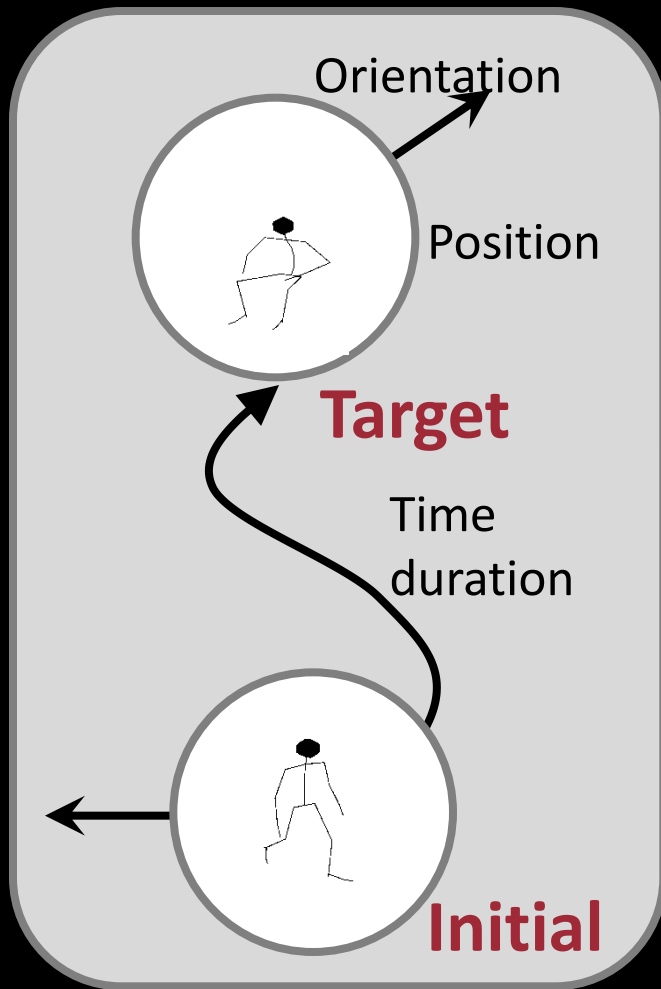 Orientation
Position
Target
Time
duration
Initial